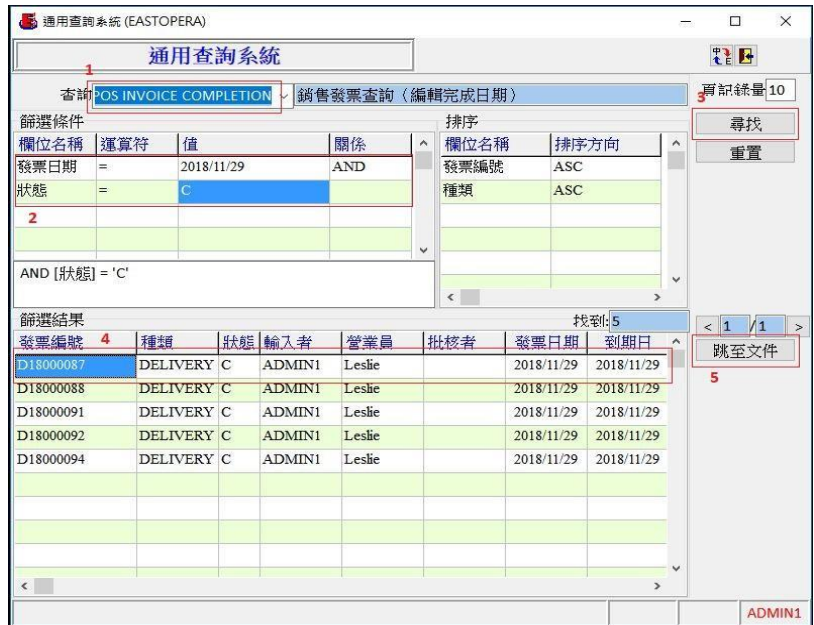 通用查詢系統 (EASTOPERA)
通用查詢系統
1
查詢 POS INVOICE COMPLETION 銷售發票查詢（編輯完成日期）
3 頁記錄量 10
篩選條件 排序 尋找
欄位名稱 運算符 值 關係 欄位名稱 排序方向 重置
發票日期 = 2018/11/29 AND 發票編號 ASC
狀態 = C 種類 ASC
2
AND [狀態] = 'C'
篩選結果 找到: 5 < 1 /1 >
發票編號 4 種類 狀態 輸入者 營業員 批核者 發票日期 到期日 跳至文件
D18000087 DELIVERY C ADMIN1 Leslie 2018/11/29 2018/11/29
5
D18000088 DELIVERY C ADMIN1 Leslie 2018/11/29 2018/11/29
D18000091 DELIVERY C ADMIN1 Leslie 2018/11/29 2018/11/29
D18000092 DELIVERY C ADMIN1 Leslie 2018/11/29 2018/11/29
D18000094 DELIVERY C ADMIN1 Leslie 2018/11/29 2018/11/29
ADMIN1